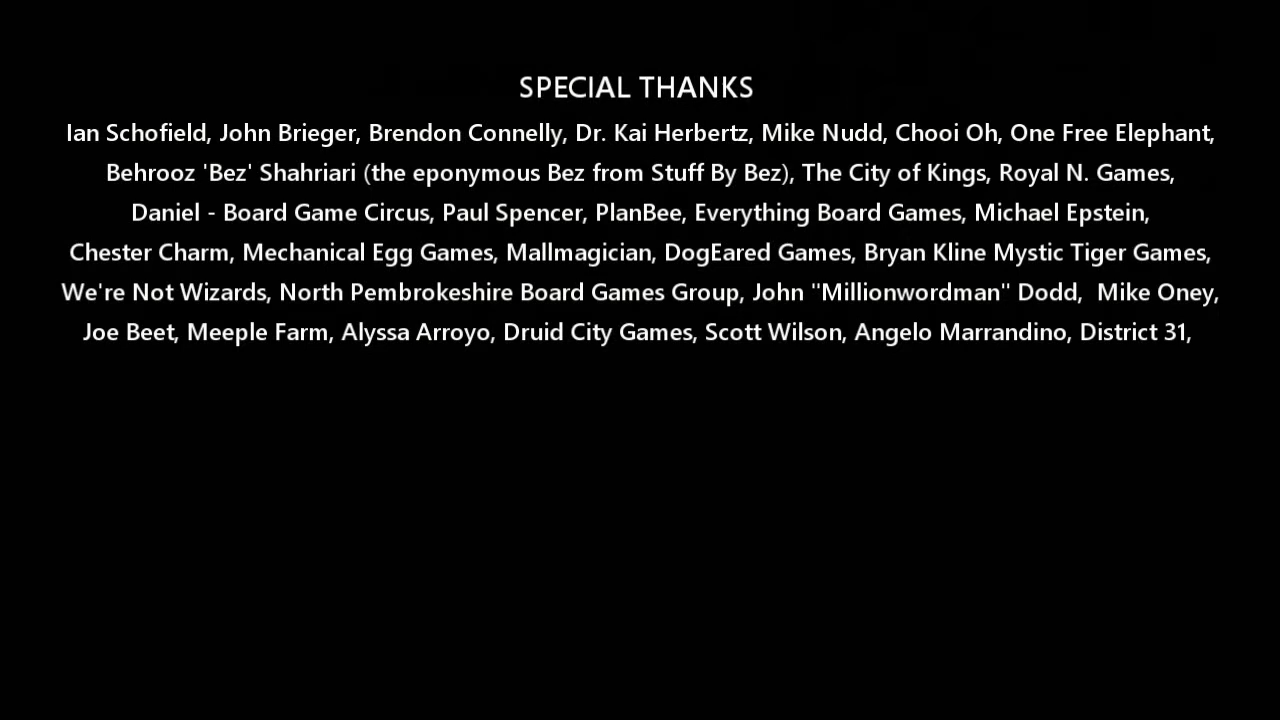 SPECIAL THANKS
Ian Schofield, John Brieger, Brendon Connelly, Dr. Kai Herbertz, Mike Nudd, Chooi Oh, One Free Elephant,
Behrooz 'Bez' Shahriari (the eponymous Bez from Stuff By Bez), The City of Kings, Royal N. Games,
Daniel - Board Game Circus, Paul Spencer, PlanBee, Everything Board Games, Michael Epstein,
Chester Charm, Mechanical Egg Games, Mallmagician, DogEared Games, Bryan Kline Mystic Tiger Games,
We're Not Wizards, North Pembrokeshire Board Games Group, John "Millionwordman" Dodd,  Mike Oney,
Joe Beet, Meeple Farm, Alyssa Arroyo, Druid City Games, Scott Wilson, Angelo Marrandino, District 31,